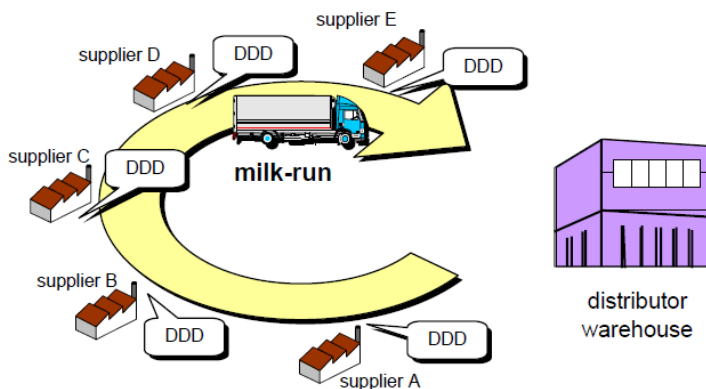 supplier E
supplier D
DDD
DDD
supplier C
DDD
milk-run
supplier B
DDD
DDD
supplier A
distributor
warehouse